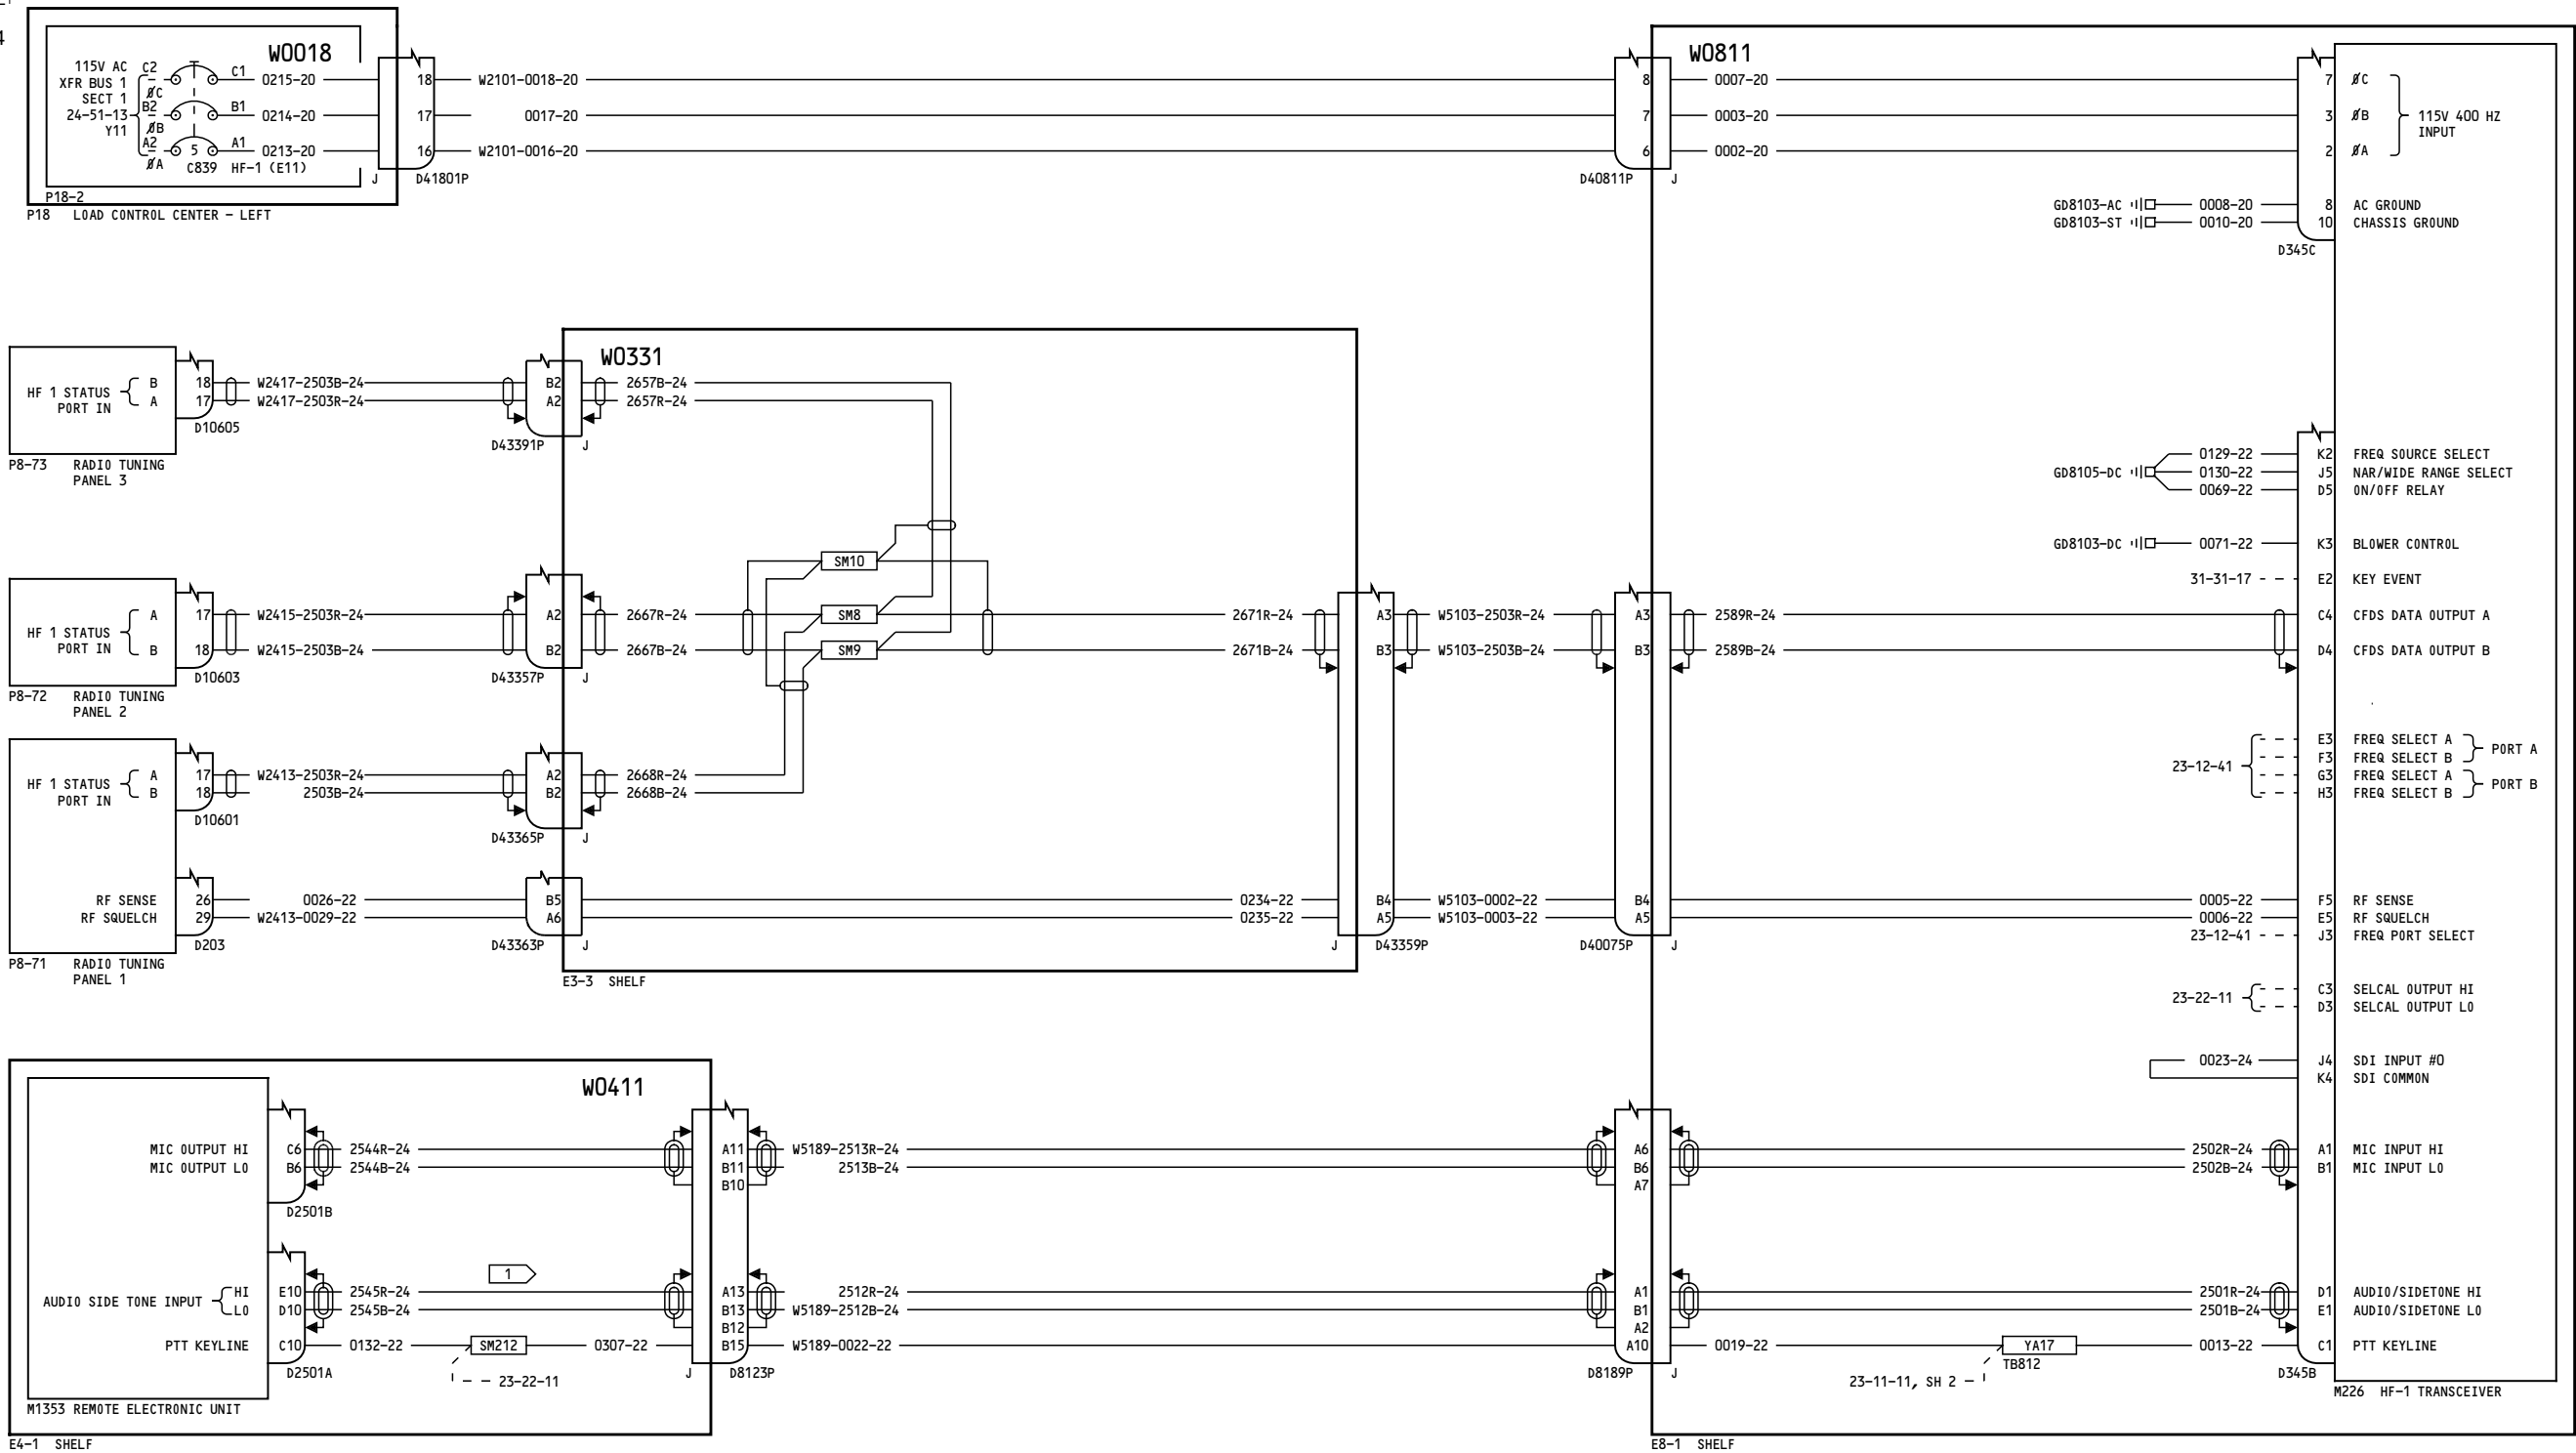 W0018
115V AC C2 C1 0215-20 18 W2101-0018-20 8
XFR BUS 1 ØC
SECT 1 B2 B1 0214-20 17 0017-20 7
24-51-13 ØB
Y11 A2 5 A1 0213-20 16 W2101-0016-20 6
ØA C839 HF-1 (E11)
J D41801P D40811P J
P18-2
P18 LOAD CONTROL CENTER - LEFT
W0811
0007-20 7 ØC
0003-20 3 ØB 115V 400 HZ
INPUT
0002-20 2 ØA
GD8103-AC 0008-20 8 AC GROUND
GD8103-ST 0010-20 10 CHASSIS GROUND
D345C
W0331
HF 1 STATUS B 18 W2417-2503B-24 B2 2657B-24
PORT IN A 17 W2417-2503R-24 A2 2657R-24
D10605 D43391P J
P8-73 RADIO TUNING
PANEL 3
SM10
HF 1 STATUS A 17 W2415-2503R-24 A2 2667R-24 SM8 2671R-24 A3 W5103-2503R-24 A3 2589R-24
PORT IN B 18 W2415-2503B-24 B2 2667B-24 SM9 2671B-24 B3 W5103-2503B-24 B3 2589B-24
D10603 D43357P J
P8-72 RADIO TUNING
PANEL 2
HF 1 STATUS A 17 W2413-2503R-24 A2 2668R-24
PORT IN B 18 2503B-24 B2 2668B-24
D10601 D43365P J
RF SENSE 26 0026-22 B5 0234-22 B4 W5103-0002-22 B4
RF SQUELCH 29 W2413-0029-22 A6 0235-22 A5 W5103-0003-22 A5
D203 D43363P J J D43359P D40075P J
P8-71 RADIO TUNING
PANEL 1
E3-3 SHELF
0129-22 K2 FREQ SOURCE SELECT
GD8105-DC 0130-22 J5 NAR/WIDE RANGE SELECT
0069-22 D5 ON/OFF RELAY
GD8103-DC 0071-22 K3 BLOWER CONTROL
31-31-17 E2 KEY EVENT
C4 CFDS DATA OUTPUT A
D4 CFDS DATA OUTPUT B
23-12-41
E3 FREQ SELECT A PORT A
F3 FREQ SELECT B
G3 FREQ SELECT A PORT B
H3 FREQ SELECT B
0005-22 F5 RF SENSE
0006-22 E5 RF SQUELCH
23-12-41 J3 FREQ PORT SELECT
23-22-11
C3 SELCAL OUTPUT HI
D3 SELCAL OUTPUT LO
0023-24 J4 SDI INPUT #0
K4 SDI COMMON
W0411
MIC OUTPUT HI C6 2544R-24 A11 W5189-2513R-24 A6 2502R-24 A1 MIC INPUT HI
MIC OUTPUT LO B6 2544B-24 B11 2513B-24 B6 2502B-24 B1 MIC INPUT LO
B10 A7
D2501B
1
AUDIO SIDE TONE INPUT HI E10 2545R-24 A13 2512R-24 A1 2501R-24 D1 AUDIO/SIDETONE HI
LO D10 2545B-24 B13 W5189-2512B-24 B1 2501B-24 E1 AUDIO/SIDETONE LO
B12 A2
PTT KEYLINE C10 0132-22 SM212 0307-22 B15 W5189-0022-22 A10 0019-22 YA17 0013-22 C1 PTT KEYLINE
TB812
D2501A 23-22-11 J D8123P D8189P J 23-11-11, SH 2 D345B
M1353 REMOTE ELECTRONIC UNIT
M226 HF-1 TRANSCEIVER
E4-1 SHELF
E8-1 SHELF